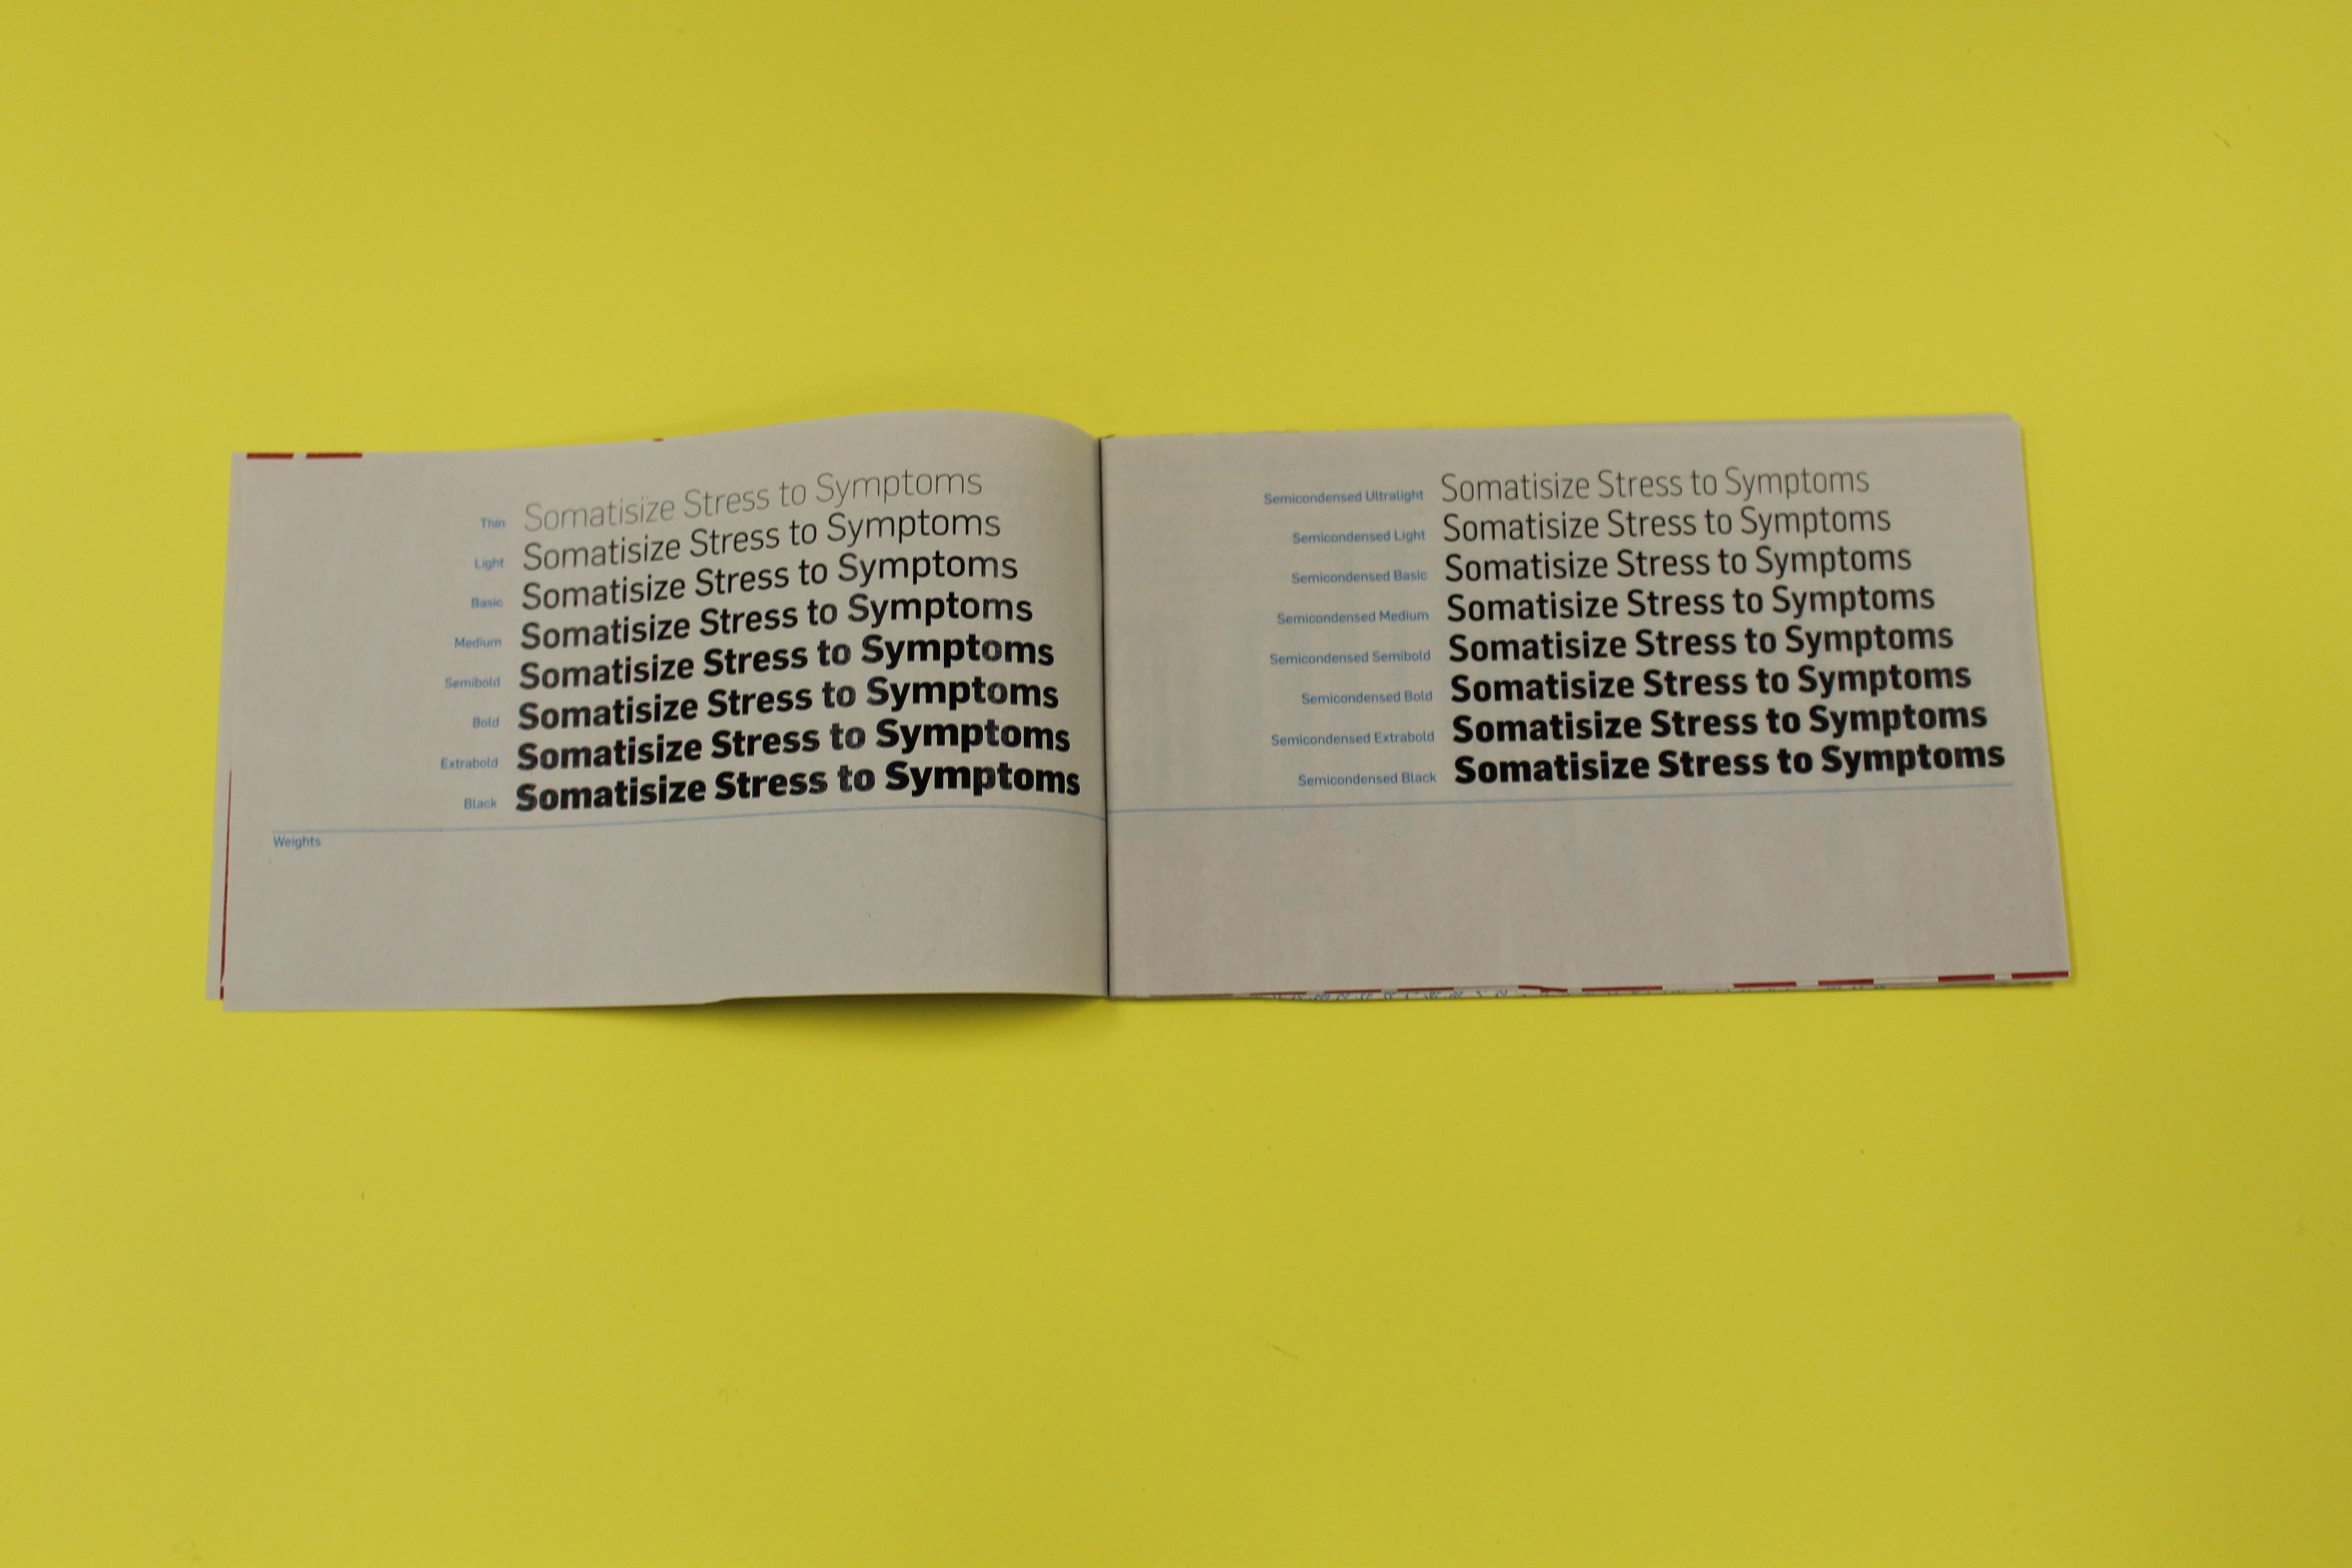 Thin Somatisize Stress to Symptoms
Light Somatisize Stress to Symptoms
Basic Somatisize Stress to Symptoms
Medium Somatisize Stress to Symptoms
Semibold Somatisize Stress to Symptoms
Bold Somatisize Stress to Symptoms
Extrabold Somatisize Stress to Symptoms
Black Somatisize Stress to Symptoms
Weights
Semicondensed Ultralight Somatisize Stress to Symptoms
Semicondensed Light Somatisize Stress to Symptoms
Semicondensed Basic Somatisize Stress to Symptoms
Semicondensed Medium Somatisize Stress to Symptoms
Semicondensed Semibold Somatisize Stress to Symptoms
Semicondensed Bold Somatisize Stress to Symptoms
Semicondensed Extrabold Somatisize Stress to Symptoms
Semicondensed Black Somatisize Stress to Symptoms